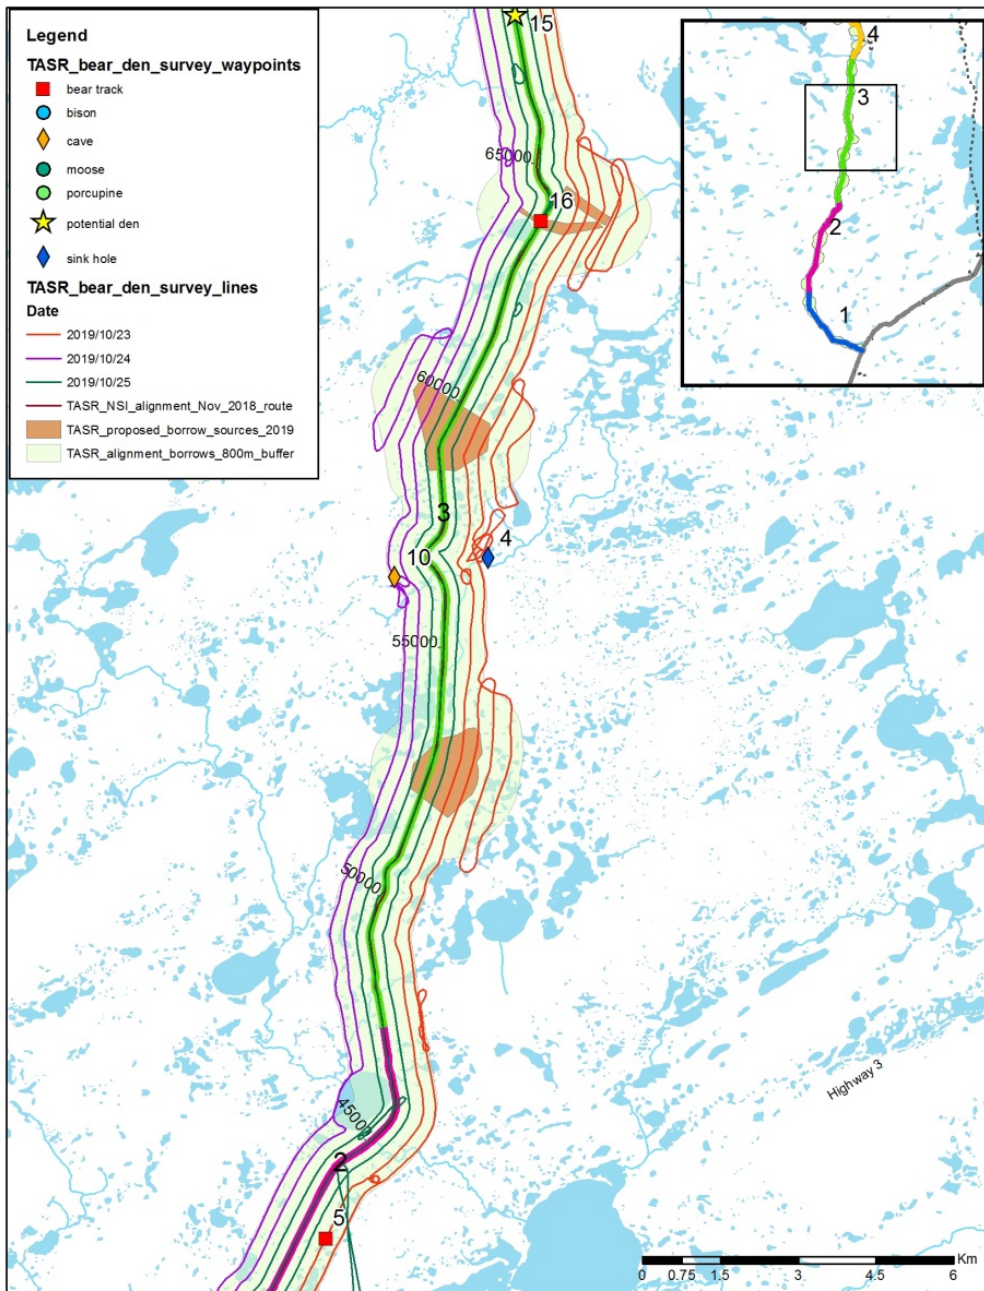 Legend
TASR_bear_den_survey_waypoints
bear track
bison
cave
moose
porcupine
potential den
sink hole
TASR_bear_den_survey_lines
Date
2019/10/23
2019/10/24
2019/10/25
TASR_NSI_alignment_Nov_2018_route
TASR_proposed_borrow_sources_2019
TASR_alignment_borrows_800m_buffer
15
4
3
2
1
65000
16
60000
3
4
10
55000
50000
Highway 3
45000
2
5
Km
0 0.75 1.5 3 4.5 6